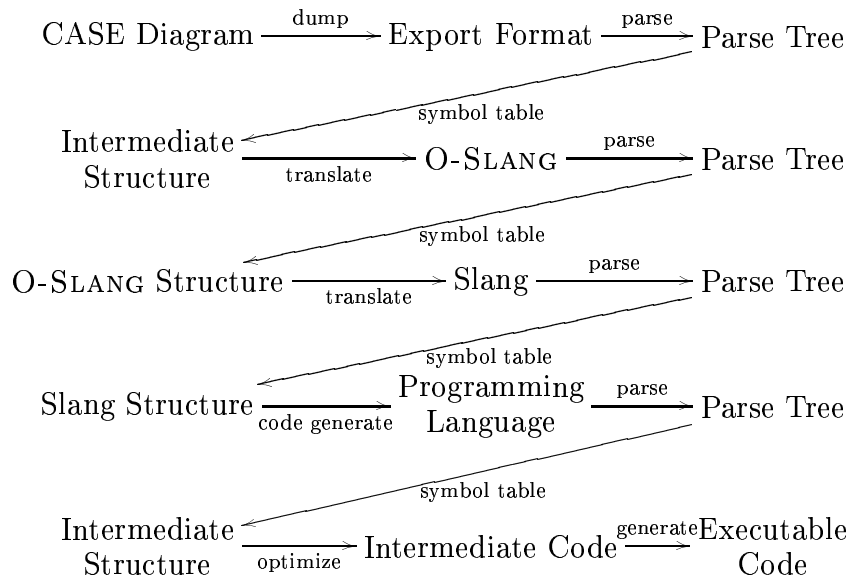 dump
parse
CASE Diagram Export Format Parse Tree
symbol table
Intermediate
Structure
translate
O-SLANG
parse
Parse Tree
symbol table
O-SLANG Structure
translate
Slang
parse
Parse Tree
symbol table
Slang Structure
code generate
Programming
Language
parse
Parse Tree
symbol table
Intermediate
Structure
optimize
Intermediate Code
generate
Executable
Code